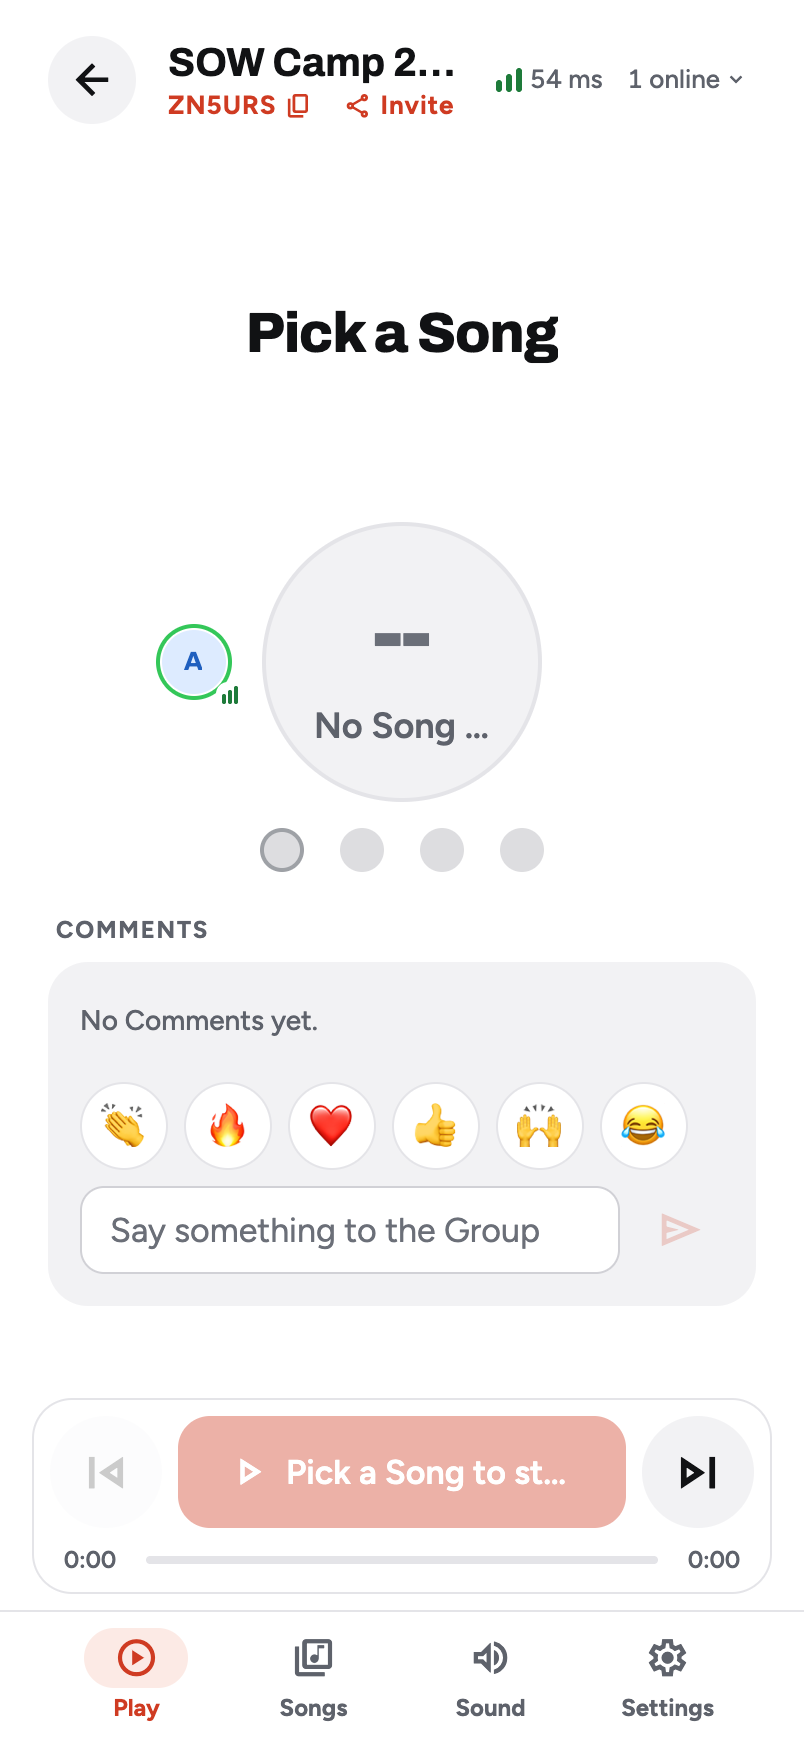 SOW Camp 2...
ZN5URS
Invite
54 ms
1 online
Pick a Song
A
--
No Song ...
COMMENTS
No Comments yet.
Say something to the Group
Pick a Song to st...
0:00
0:00
Play
Songs
Sound
Settings